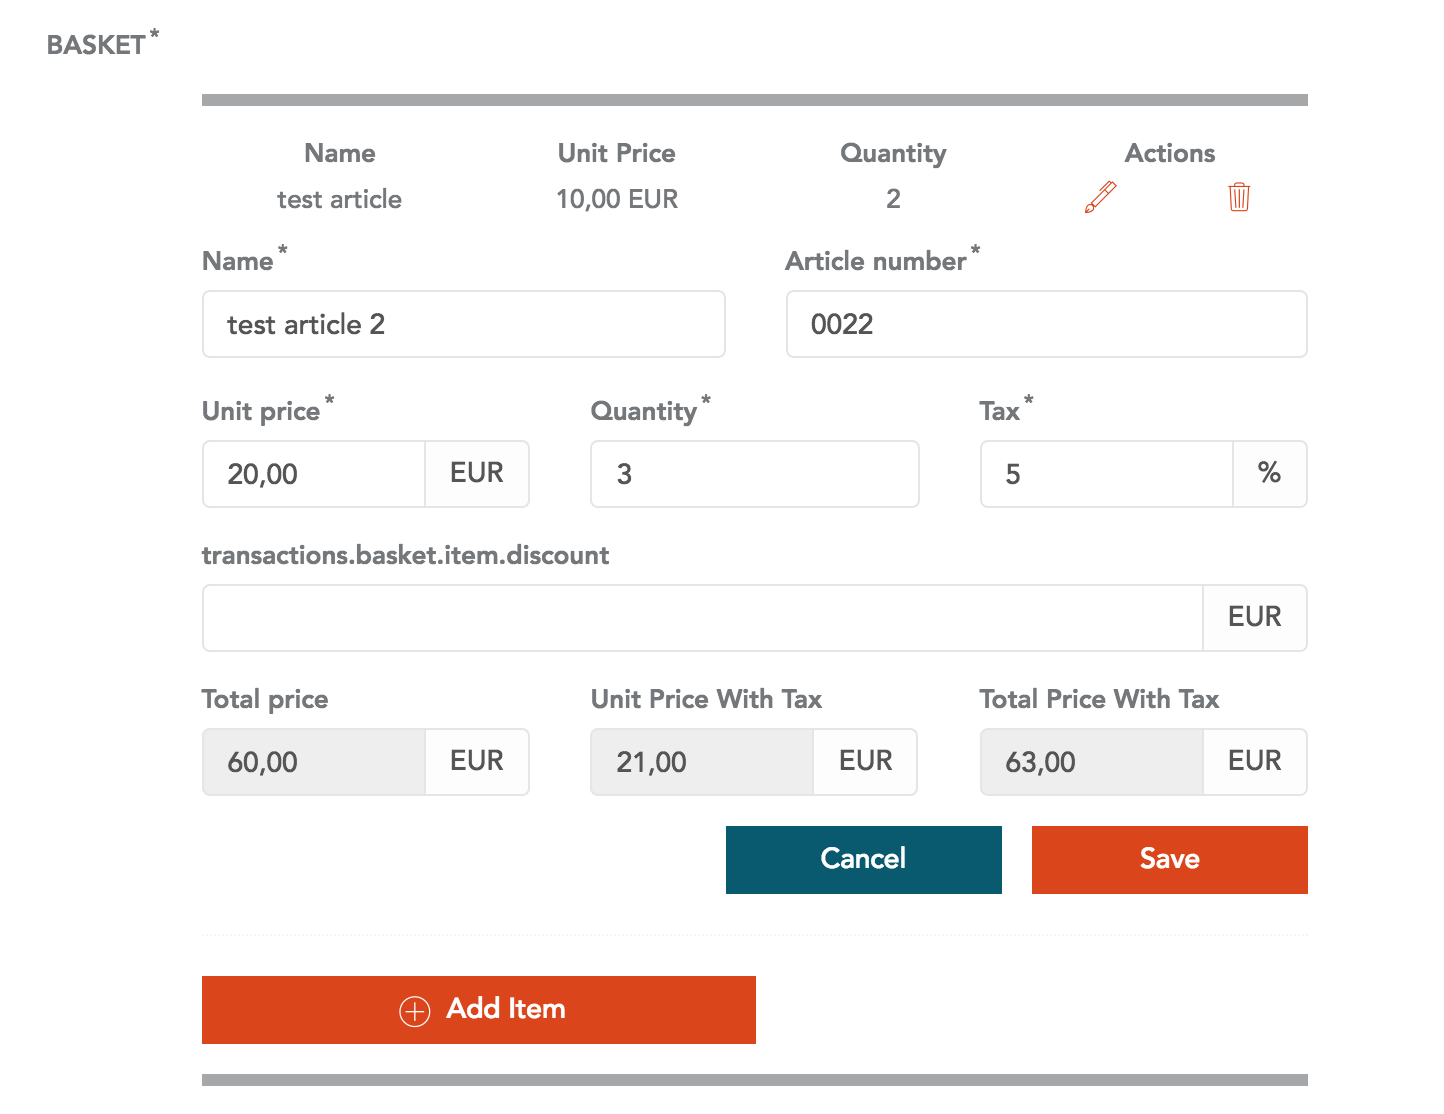 BASKET*
Name Unit Price Quantity Actions
test article 10,00 EUR 2
Name* Article number*
test article 2 0022
Unit price* Quantity* Tax*
20,00 EUR 3 5 %
transactions.basket.item.discount
EUR
Total price Unit Price With Tax Total Price With Tax
60,00 EUR 21,00 EUR 63,00 EUR
Cancel Save
Add Item